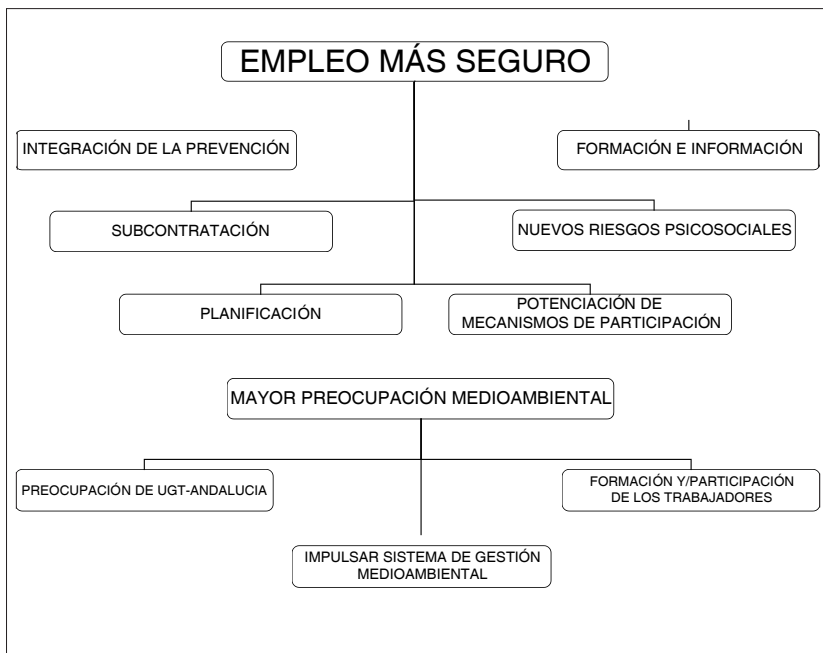 EMPLEO MÁS SEGURO
INTEGRACIÓN DE LA PREVENCIÓN
FORMACIÓN E INFORMACIÓN
SUBCONTRATACIÓN
NUEVOS RIESGOS PSICOSOCIALES
PLANIFICACIÓN
POTENCIACIÓN DE
MECANISMOS DE PARTICIPACIÓN
MAYOR PREOCUPACIÓN MEDIOAMBIENTAL
PREOCUPACIÓN DE UGT-ANDALUCIA
FORMACIÓN Y/PARTICIPACIÓN
DE LOS TRABAJADORES
IMPULSAR SISTEMA DE GESTIÓN
MEDIOAMBIENTAL